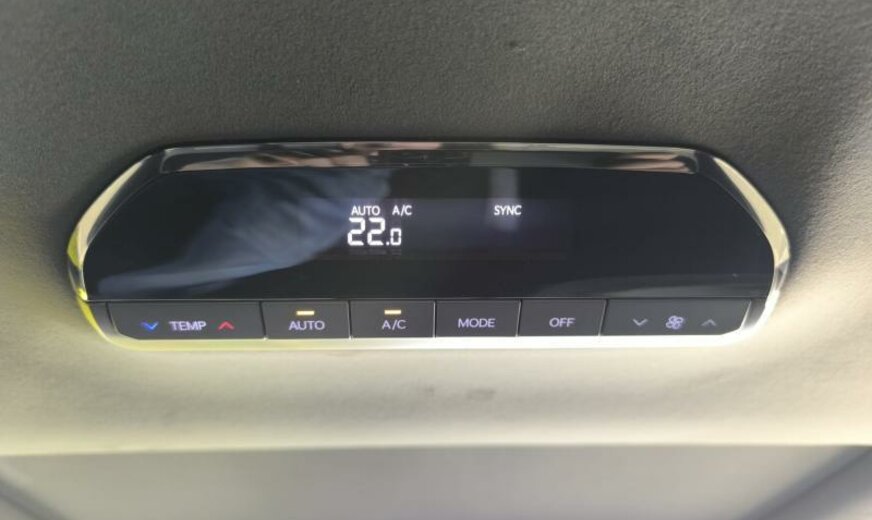 AUTO A/C SYNC
22.0
TEMP AUTO A/C MODE OFF